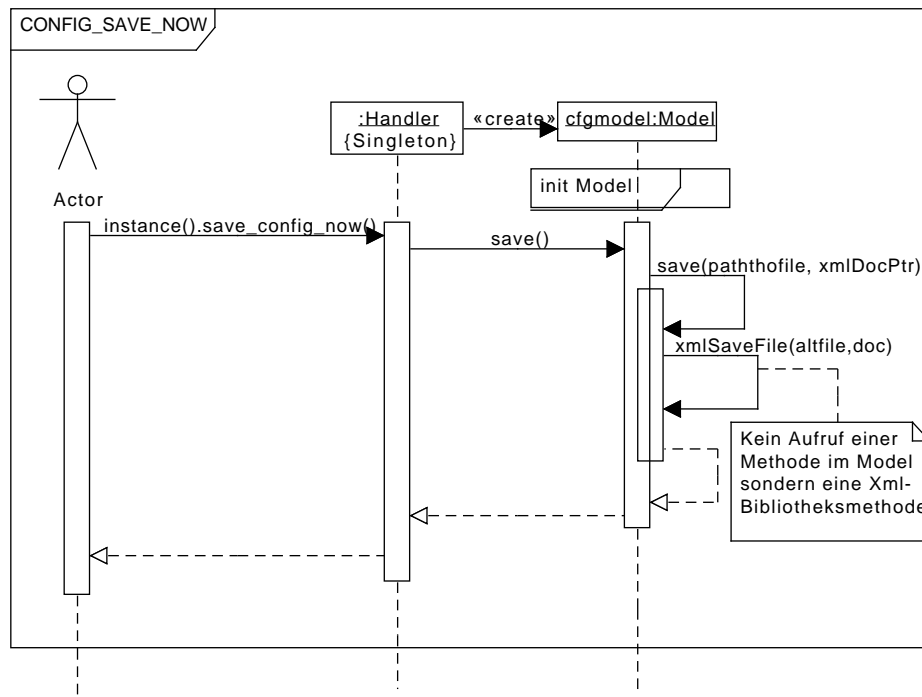 CONFIG_SAVE_NOW
:Handler
{Singleton}
«create»
cfgmodel:Model
init Model
Actor
instance().save_config_now()
save()
save(paththofile, xmlDocPtr)
xmlSaveFile(altfile,doc)
Kein Aufruf einer
Methode im Model
sondern eine Xml-
Bibliotheksmethode